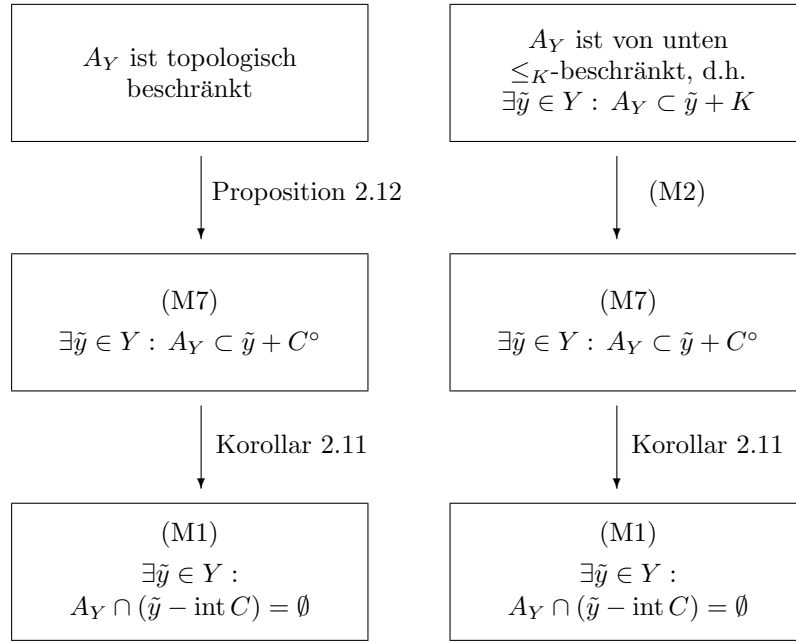 A_Y ist topologisch
beschränkt
Proposition 2.12
(M7)
∃ỹ ∈ Y : A_Y ⊂ ỹ + C°
Korollar 2.11
(M1)
∃ỹ ∈ Y :
A_Y ∩ (ỹ − int C) = ∅
A_Y ist von unten
≤_K-beschränkt, d.h.
∃ỹ ∈ Y : A_Y ⊂ ỹ + K
(M2)
(M7)
∃ỹ ∈ Y : A_Y ⊂ ỹ + C°
Korollar 2.11
(M1)
∃ỹ ∈ Y :
A_Y ∩ (ỹ − int C) = ∅